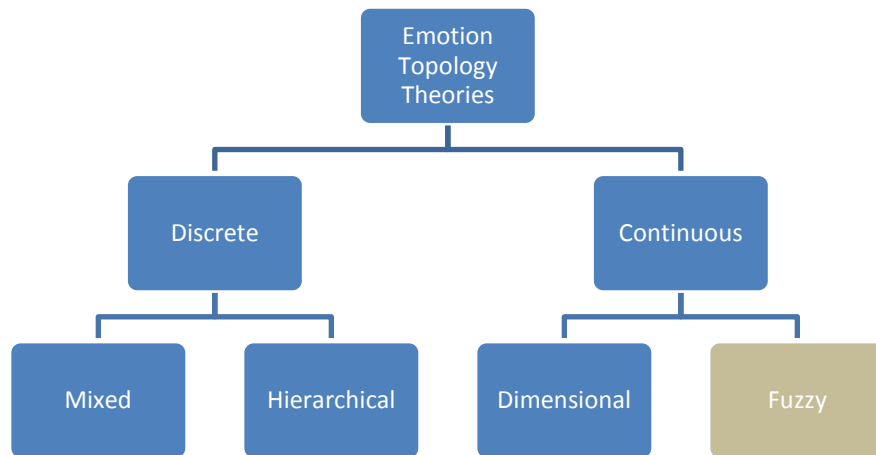 Emotion
Topology
Theories
Discrete
Continuous
Mixed
Hierarchical
Dimensional
Fuzzy